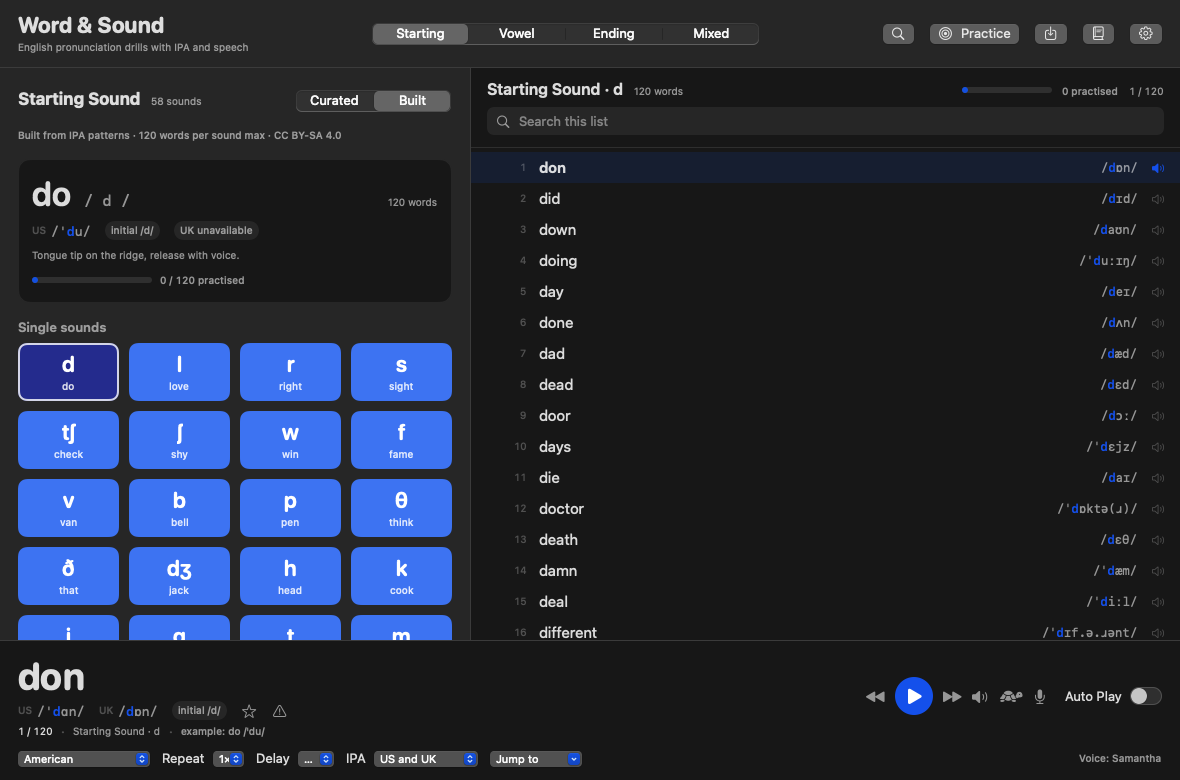 Word & Sound
English pronunciation drills with IPA and speech
Starting
Vowel
Ending
Mixed
Practice
Starting Sound 58 sounds
Curated
Built
Built from IPA patterns · 120 words per sound max · CC BY-SA 4.0
do / d /
120 words
US /ˈdu/ initial /d/ UK unavailable
Tongue tip on the ridge, release with voice.
0 / 120 practised
Single sounds
d
do
l
love
r
right
s
sight
tʃ
check
ʃ
shy
w
win
f
fame
v
van
b
bell
p
pen
θ
think
ð
that
dʒ
jack
h
head
k
cook
Starting Sound · d 120 words
0 practised 1 / 120
Search this list
1 don /dɒn/
2 did /dɪd/
3 down /daʊn/
4 doing /ˈduːɪŋ/
5 day /deɪ/
6 done /dʌn/
7 dad /dæd/
8 dead /dɛd/
9 door /dɔː/
10 days /ˈdɛjz/
11 die /daɪ/
12 doctor /ˈdɒktə(ɹ)/
13 death /dɛθ/
14 damn /ˈdæm/
15 deal /ˈdiːl/
16 different /ˈdɪf.ə.ɹənt/
don
US /ˈdɑn/ UK /dɒn/ initial /d/
1 / 120 · Starting Sound · d · example: do /ˈdu/
American
Repeat 1×
Delay ...
IPA US and UK
Jump to
Auto Play
Voice: Samantha